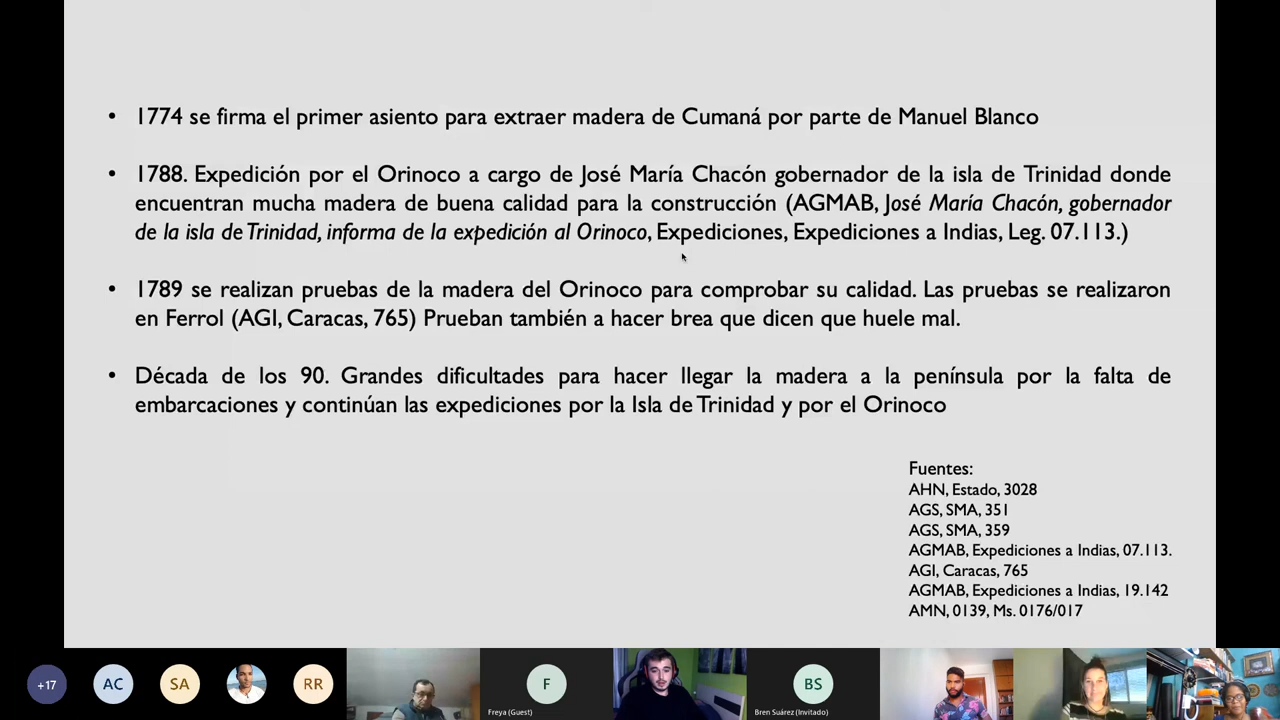 • 1774 se firma el primer asiento para extraer madera de Cumaná por parte de Manuel Blanco
• 1788. Expedición por el Orinoco a cargo de José María Chacón gobernador de la isla de Trinidad donde
encuentran mucha madera de buena calidad para la construcción (AGMAB, José María Chacón, gobernador
de la isla de Trinidad, informa de la expedición al Orinoco, Expediciones, Expediciones a Indias, Leg. 07.113.)
• 1789 se realizan pruebas de la madera del Orinoco para comprobar su calidad. Las pruebas se realizaron
en Ferrol (AGI, Caracas, 765) Prueban también a hacer brea que dicen que huele mal.
• Década de los 90. Grandes dificultades para hacer llegar la madera a la península por la falta de
embarcaciones y continúan las expediciones por la Isla de Trinidad y por el Orinoco
Fuentes:
AHN, Estado, 3028
AGS, SMA, 351
AGS, SMA, 359
AGMAB, Expediciones a Indias, 07.113.
AGI, Caracas, 765
AGMAB, Expediciones a Indias, 19.142
AMN, 0139, Ms. 0176/017
+17
AC
SA
RR
F
Freya (Guest)
BS
Bren Suárez (Invitado)